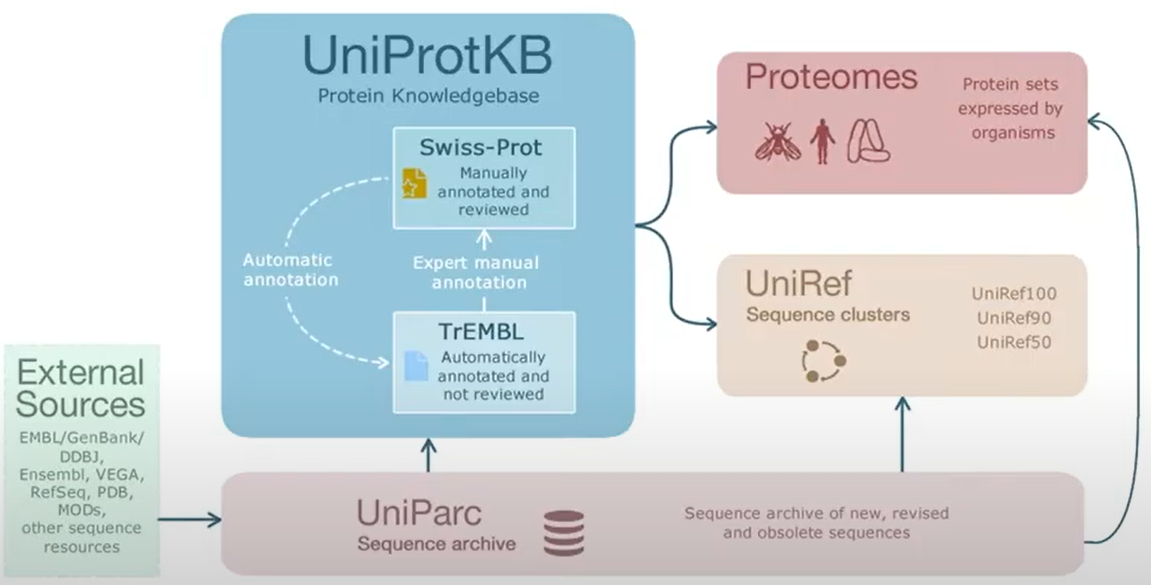 UniProtKB
Protein Knowledgebase
Swiss-Prot
Manually
annotated and
reviewed
Automatic
annotation
Expert manual
annotation
TrEMBL
Automatically
annotated and
not reviewed
Proteomes
Protein sets
expressed by
organisms
UniRef
Sequence clusters
UniRef100
UniRef90
UniRef50
External
Sources
EMBL/GenBank/
DDBJ,
Ensembl, VEGA,
RefSeq, PDB,
MODs,
other sequence
resources
UniParc
Sequence archive
Sequence archive of new, revised
and obsolete sequences